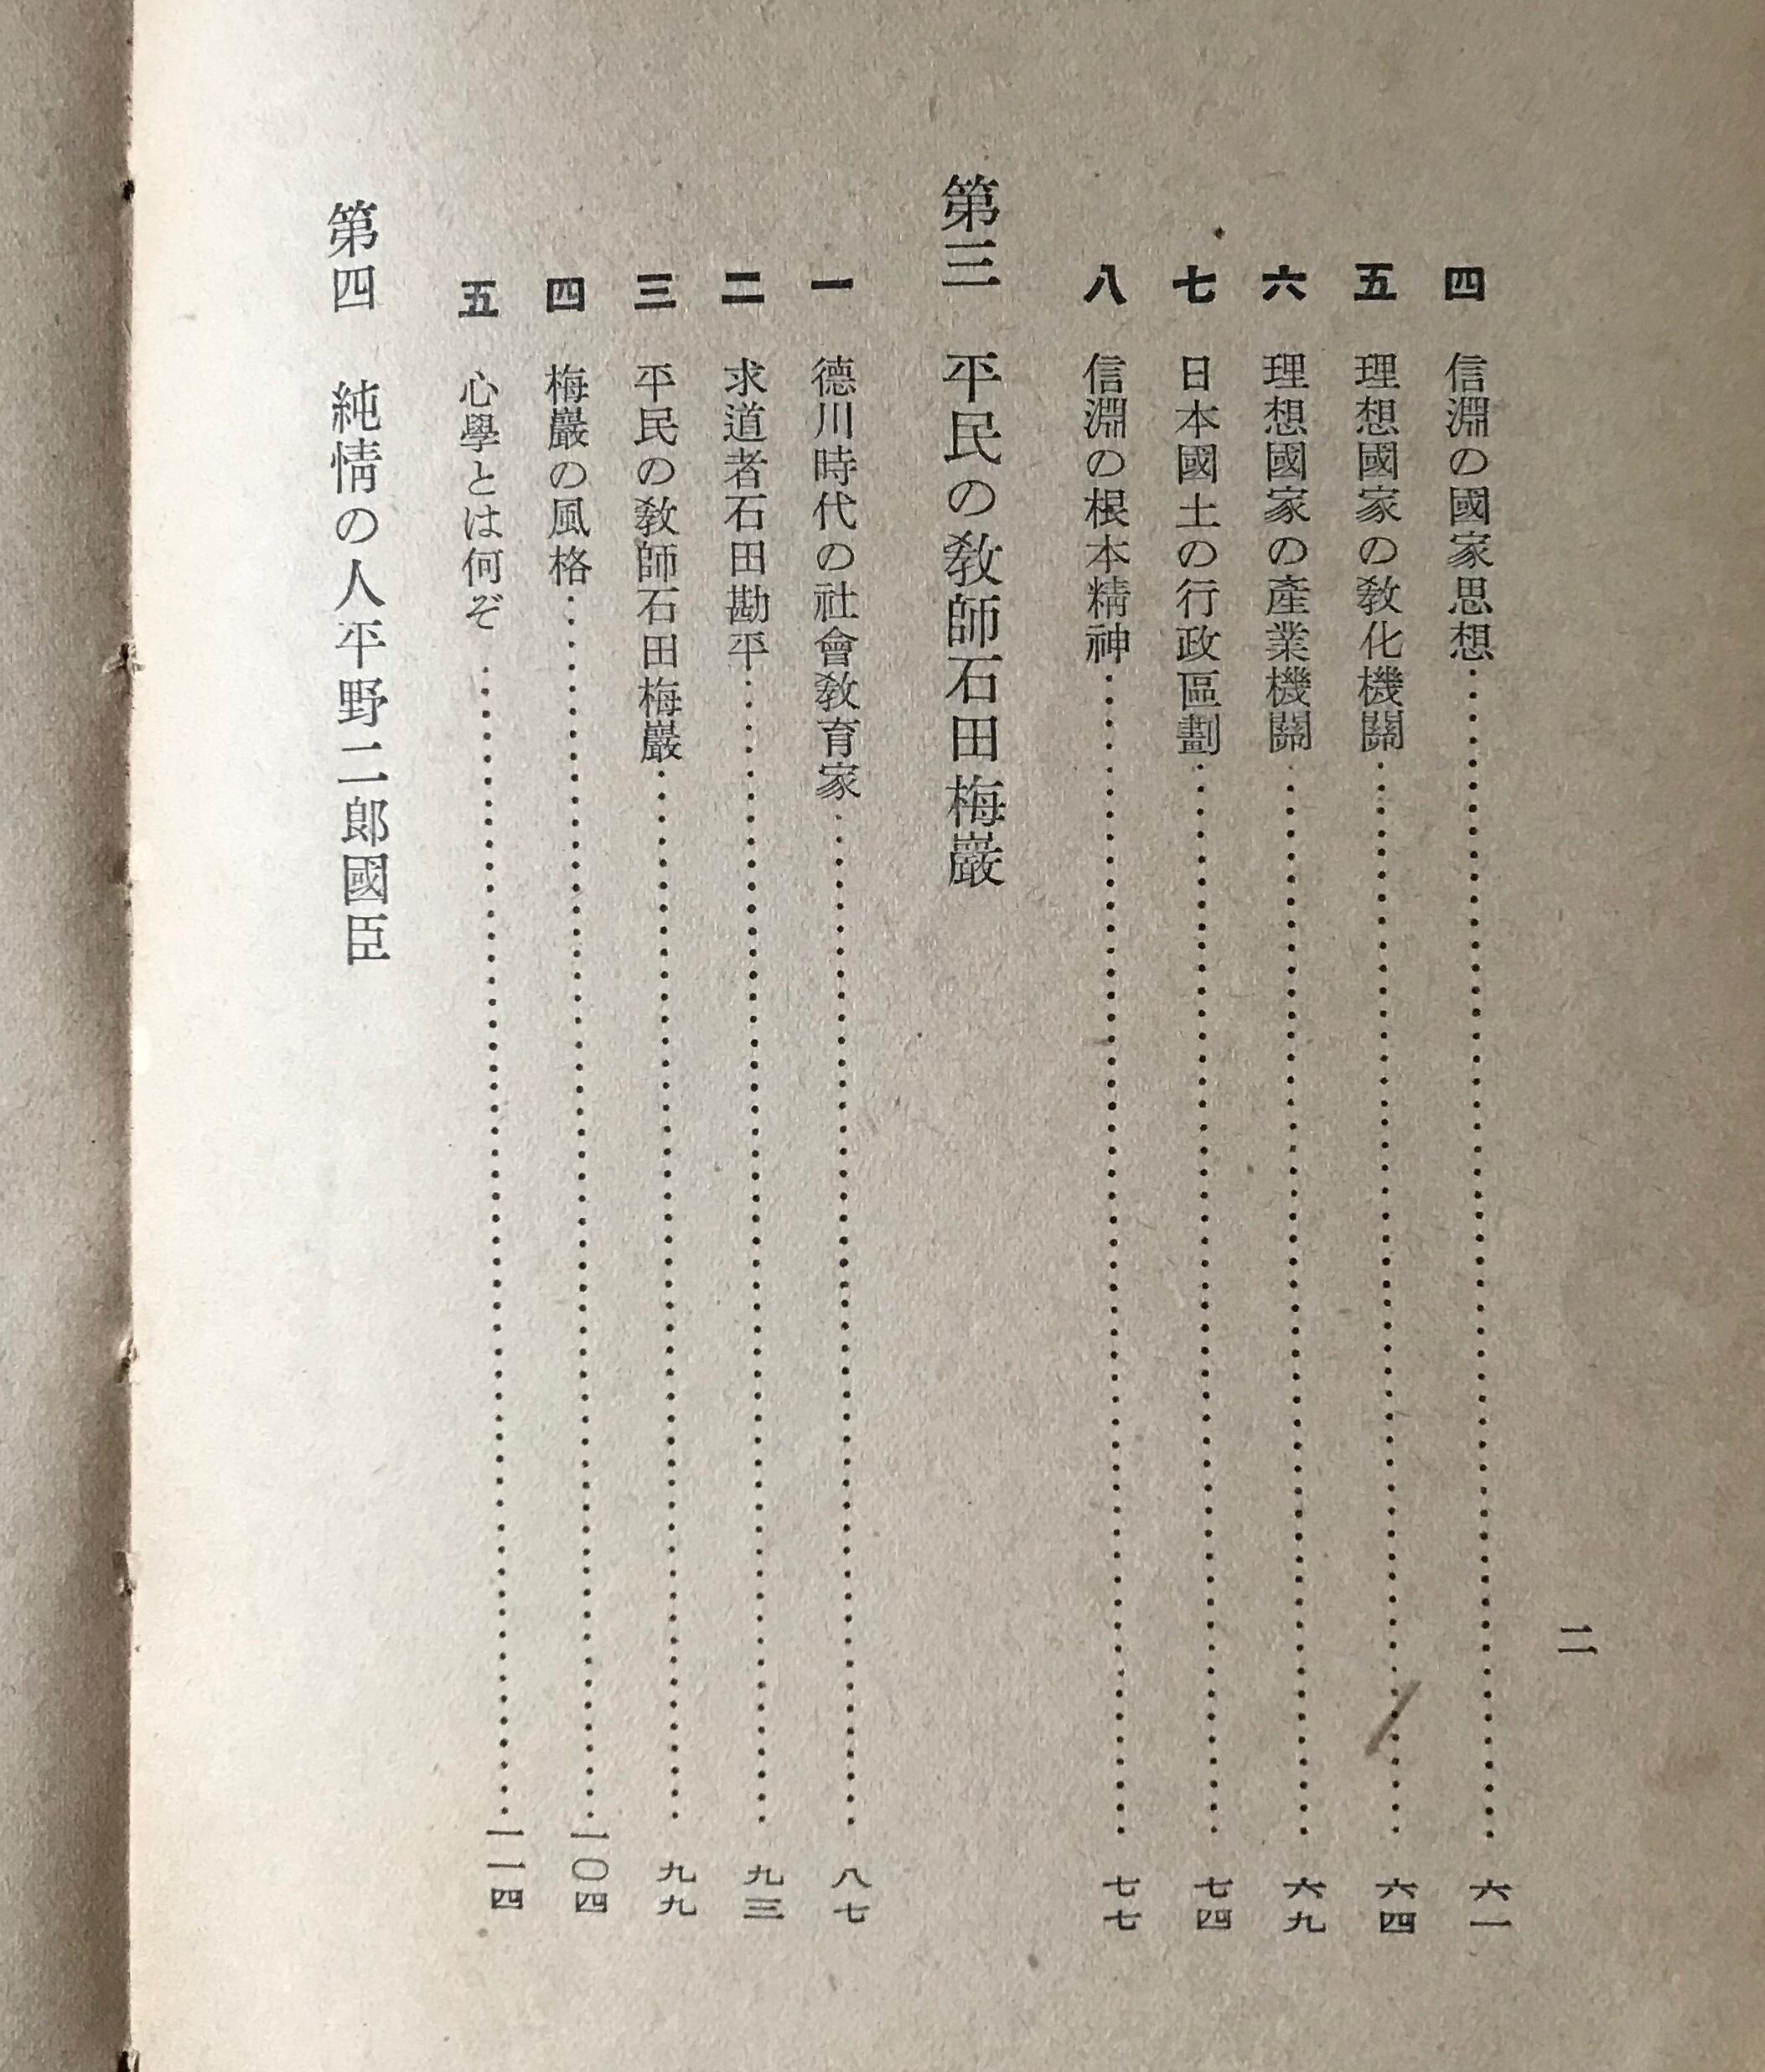 二
四 信淵の國家思想……六一
五 理想國家の敎化機關……六四
六 理想國家の產業機關……六九
七 日本國土の行政區劃……七四
八 信淵の根本精神……七七
第三 平民の敎師石田梅巖
一 德川時代の社會敎育家……八七
二 求道者石田勘平……九三
三 平民の敎師石田梅巖……九九
四 梅巖の風格……一〇四
五 心學とは何ぞ……一一四
第四 純情の人平野二郎國臣